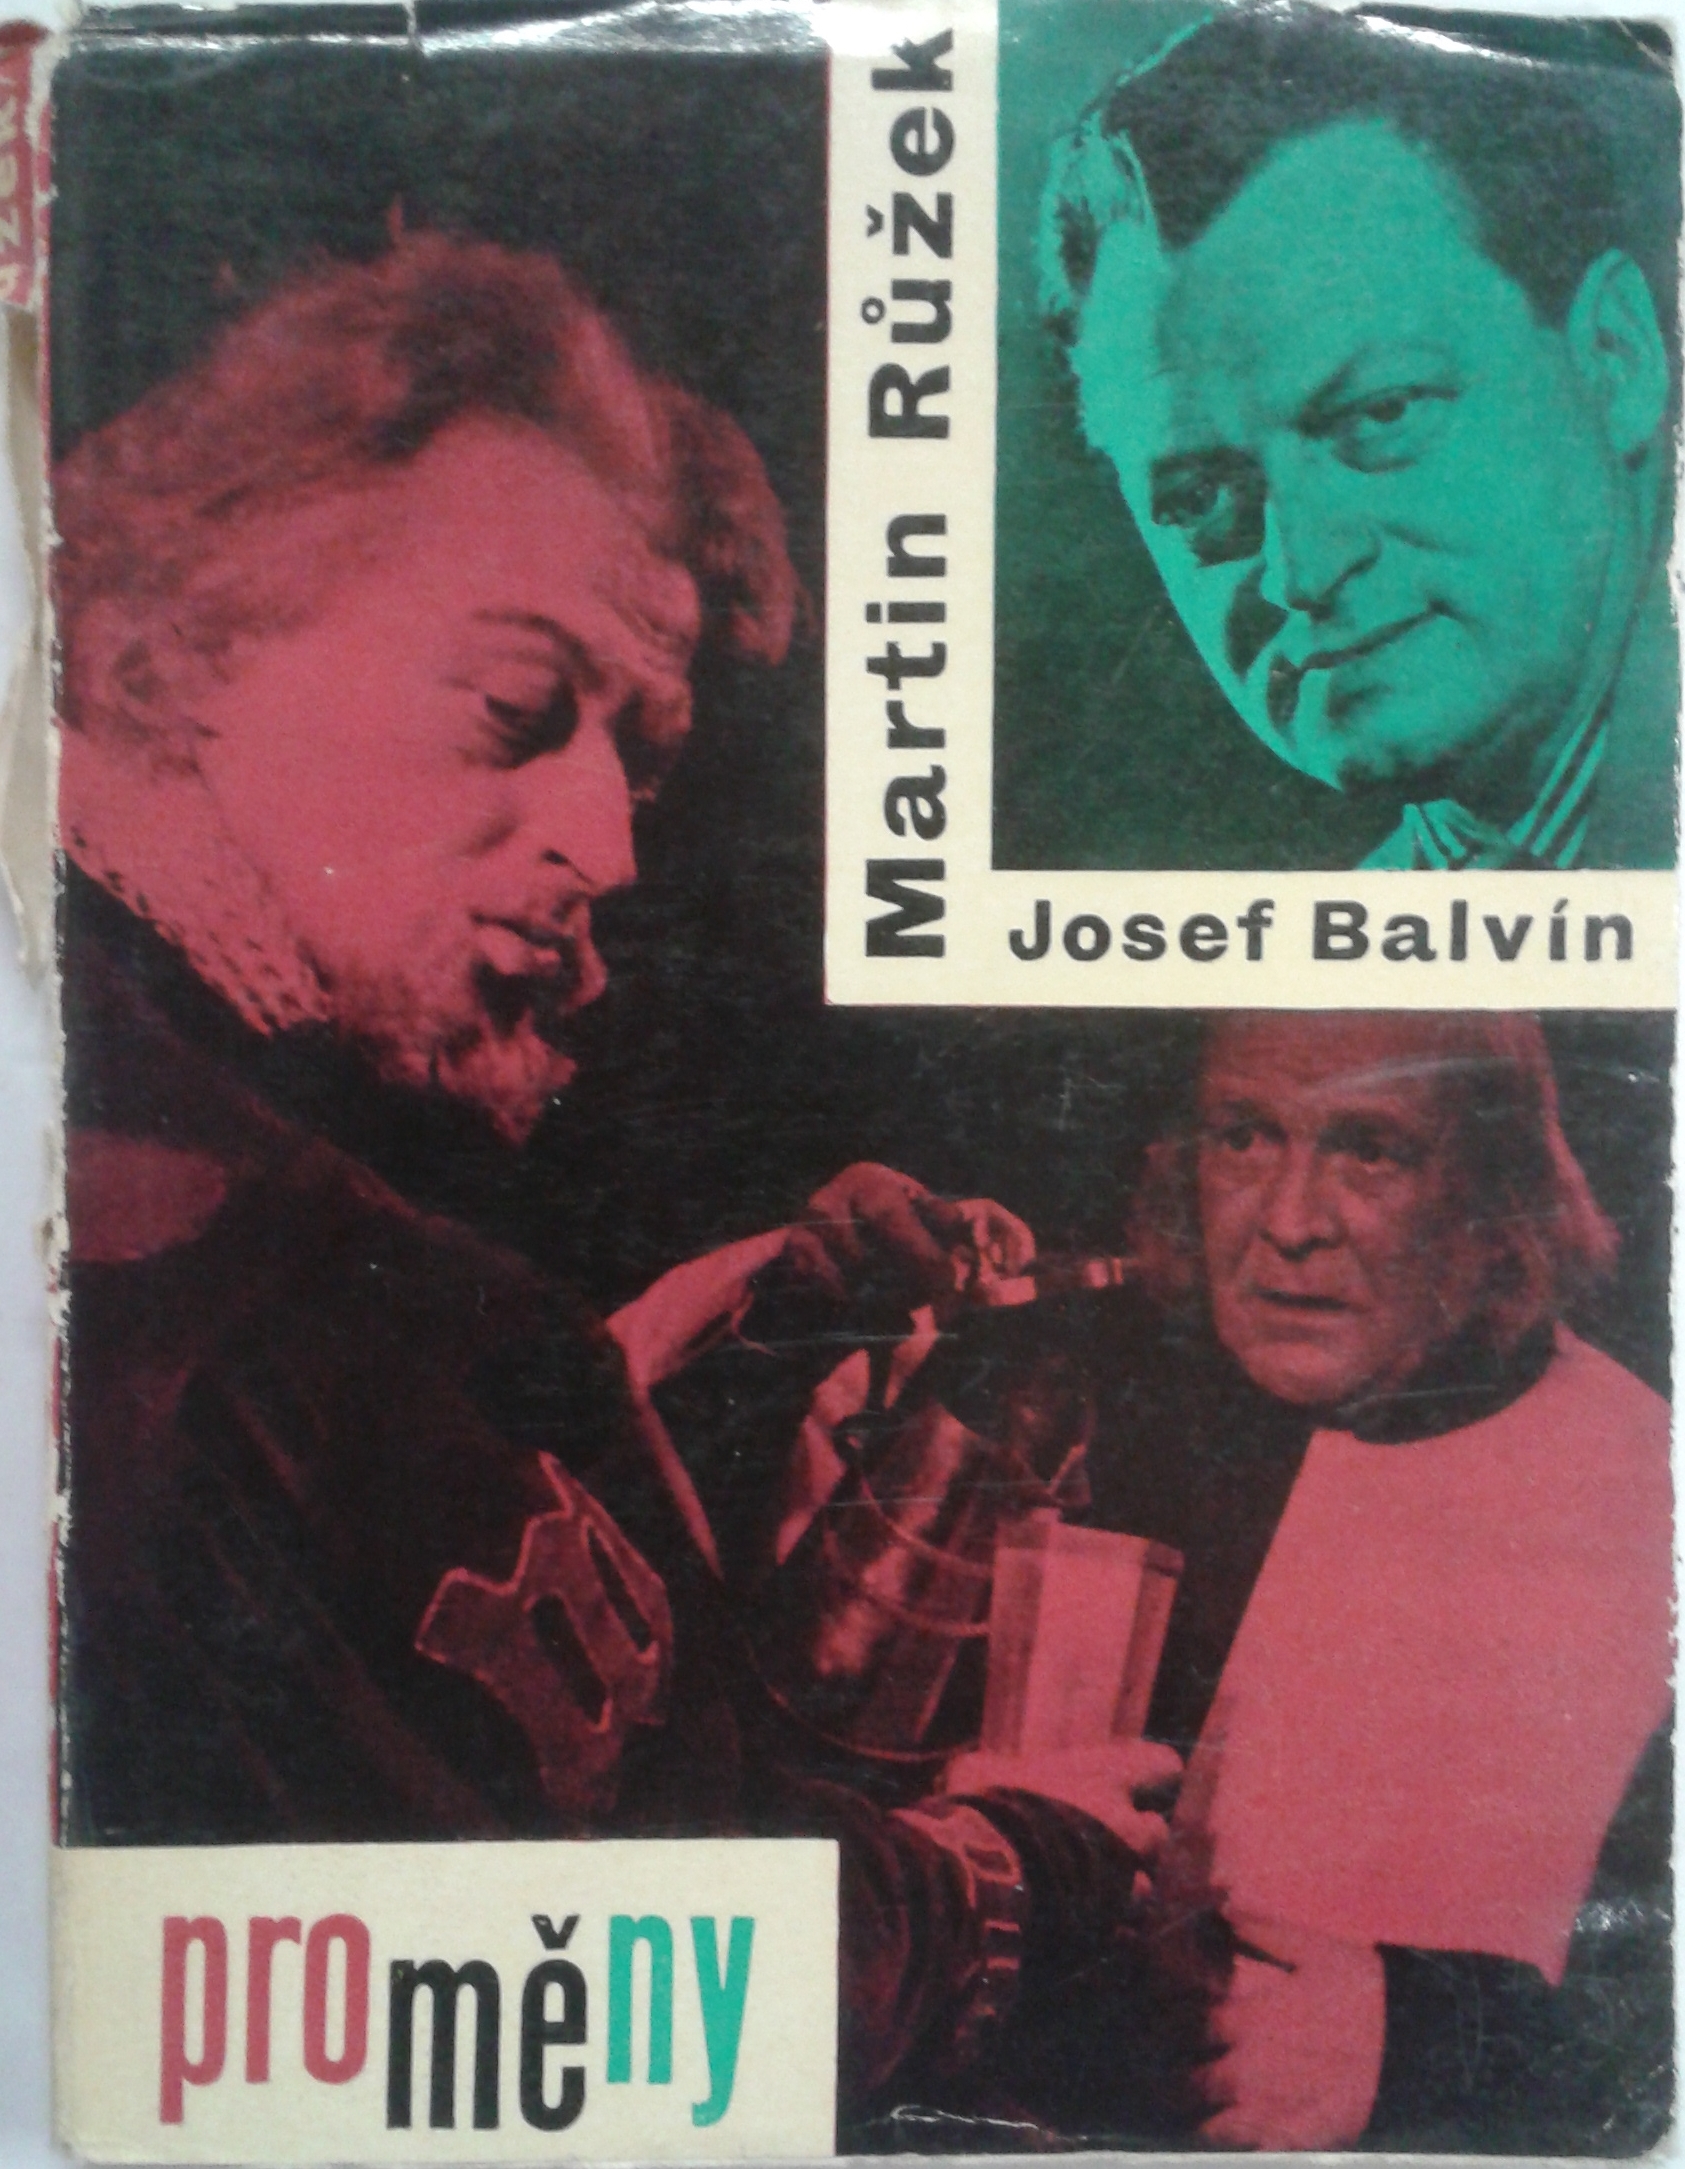 Martin Růžek
Josef Balvín
proměny